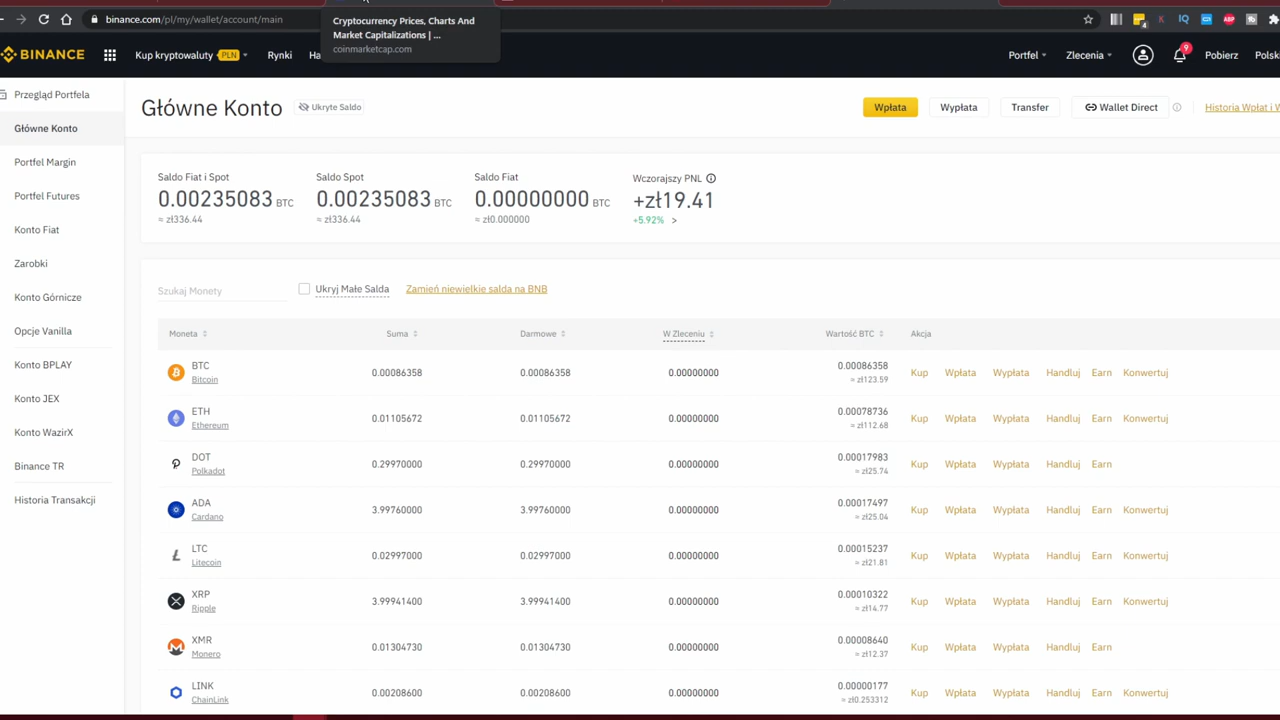 binance.com/pl/my/wallet/account/main
Cryptocurrency Prices, Charts And
Market Capitalizations | ...
coinmarketcap.com
4
K
IQ
ABP
BINANCE
Kup kryptowaluty PLN
Rynki
Ha
Portfel
Zlecenia
9
Pobierz
Polski
Przegląd Portfela
Główne Konto
Portfel Margin
Portfel Futures
Konto Fiat
Zarobki
Konto Górnicze
Opcje Vanilla
Konto BPLAY
Konto JEX
Konto WazirX
Binance TR
Historia Transakcji
Główne Konto
Ukryte Saldo
Wpłata
Wypłata
Transfer
Wallet Direct
Historia Wpłat i W
Saldo Fiat i Spot
0.00235083 BTC
≈ zł336.44
Saldo Spot
0.00235083 BTC
≈ zł336.44
Saldo Fiat
0.00000000 BTC
≈ zł0.000000
Wczorajszy PNL
+zł19.41
+5.92% >
Szukaj Monety
Ukryj Małe Salda
Zamień niewielkie salda na BNB
Moneta Suma Darmowe W Zleceniu Wartość BTC Akcja
BTC
Bitcoin
0.00086358 0.00086358 0.00000000 0.00086358
≈ zł123.59
Kup Wpłata Wypłata Handluj Earn Konwertuj
ETH
Ethereum
0.01105672 0.01105672 0.00000000 0.00078736
≈ zł112.68
Kup Wpłata Wypłata Handluj Earn Konwertuj
DOT
Polkadot
0.29970000 0.29970000 0.00000000 0.00017983
≈ zł25.74
Kup Wpłata Wypłata Handluj Earn
ADA
Cardano
3.99760000 3.99760000 0.00000000 0.00017497
≈ zł25.04
Kup Wpłata Wypłata Handluj Earn Konwertuj
LTC
Litecoin
0.02997000 0.02997000 0.00000000 0.00015237
≈ zł21.81
Kup Wpłata Wypłata Handluj Earn Konwertuj
XRP
Ripple
3.99941400 3.99941400 0.00000000 0.00010322
≈ zł14.77
Kup Wpłata Wypłata Handluj Earn Konwertuj
XMR
Monero
0.01304730 0.01304730 0.00000000 0.00008640
≈ zł12.37
Kup Wpłata Wypłata Handluj Earn
LINK
ChainLink
0.00208600 0.00208600 0.00000000 0.00000177
≈ zł0.253312
Kup Wpłata Wypłata Handluj Earn Konwertuj